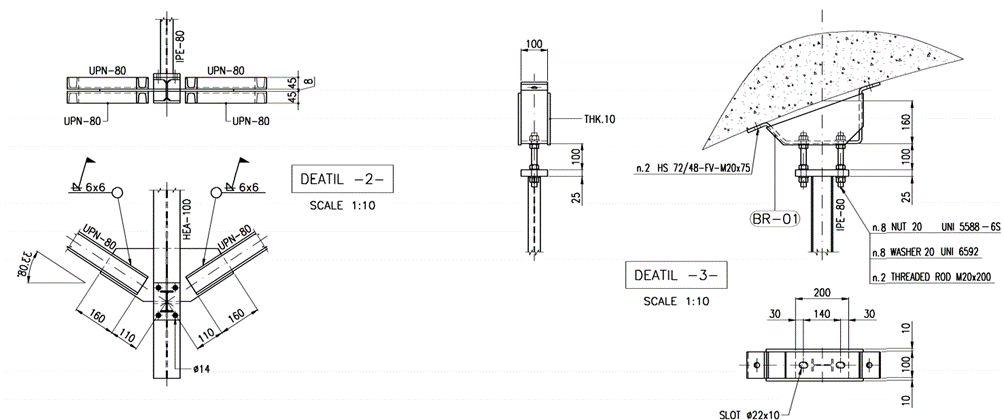 IPE-80
UPN-80
UPN-80
45
45
8
UPN-80
UPN-80
6x6
6x6
DEATIL -2-
SCALE 1:10
HEA-100
UPN-80
UPN-80
33.08°
160
110
110
160
ø14
100
THK.10
100
25
160
100
25
n.2 HS 72/48-FV-M20x75
BR-01
IPE-80
n.8 NUT 20 UNI 5588-6S
n.8 WASHER 20 UNI 6592
n.2 THREADED ROD M20x200
DEATIL -3-
SCALE 1:10
200
30
140
30
10
100
10
SLOT ø22x10